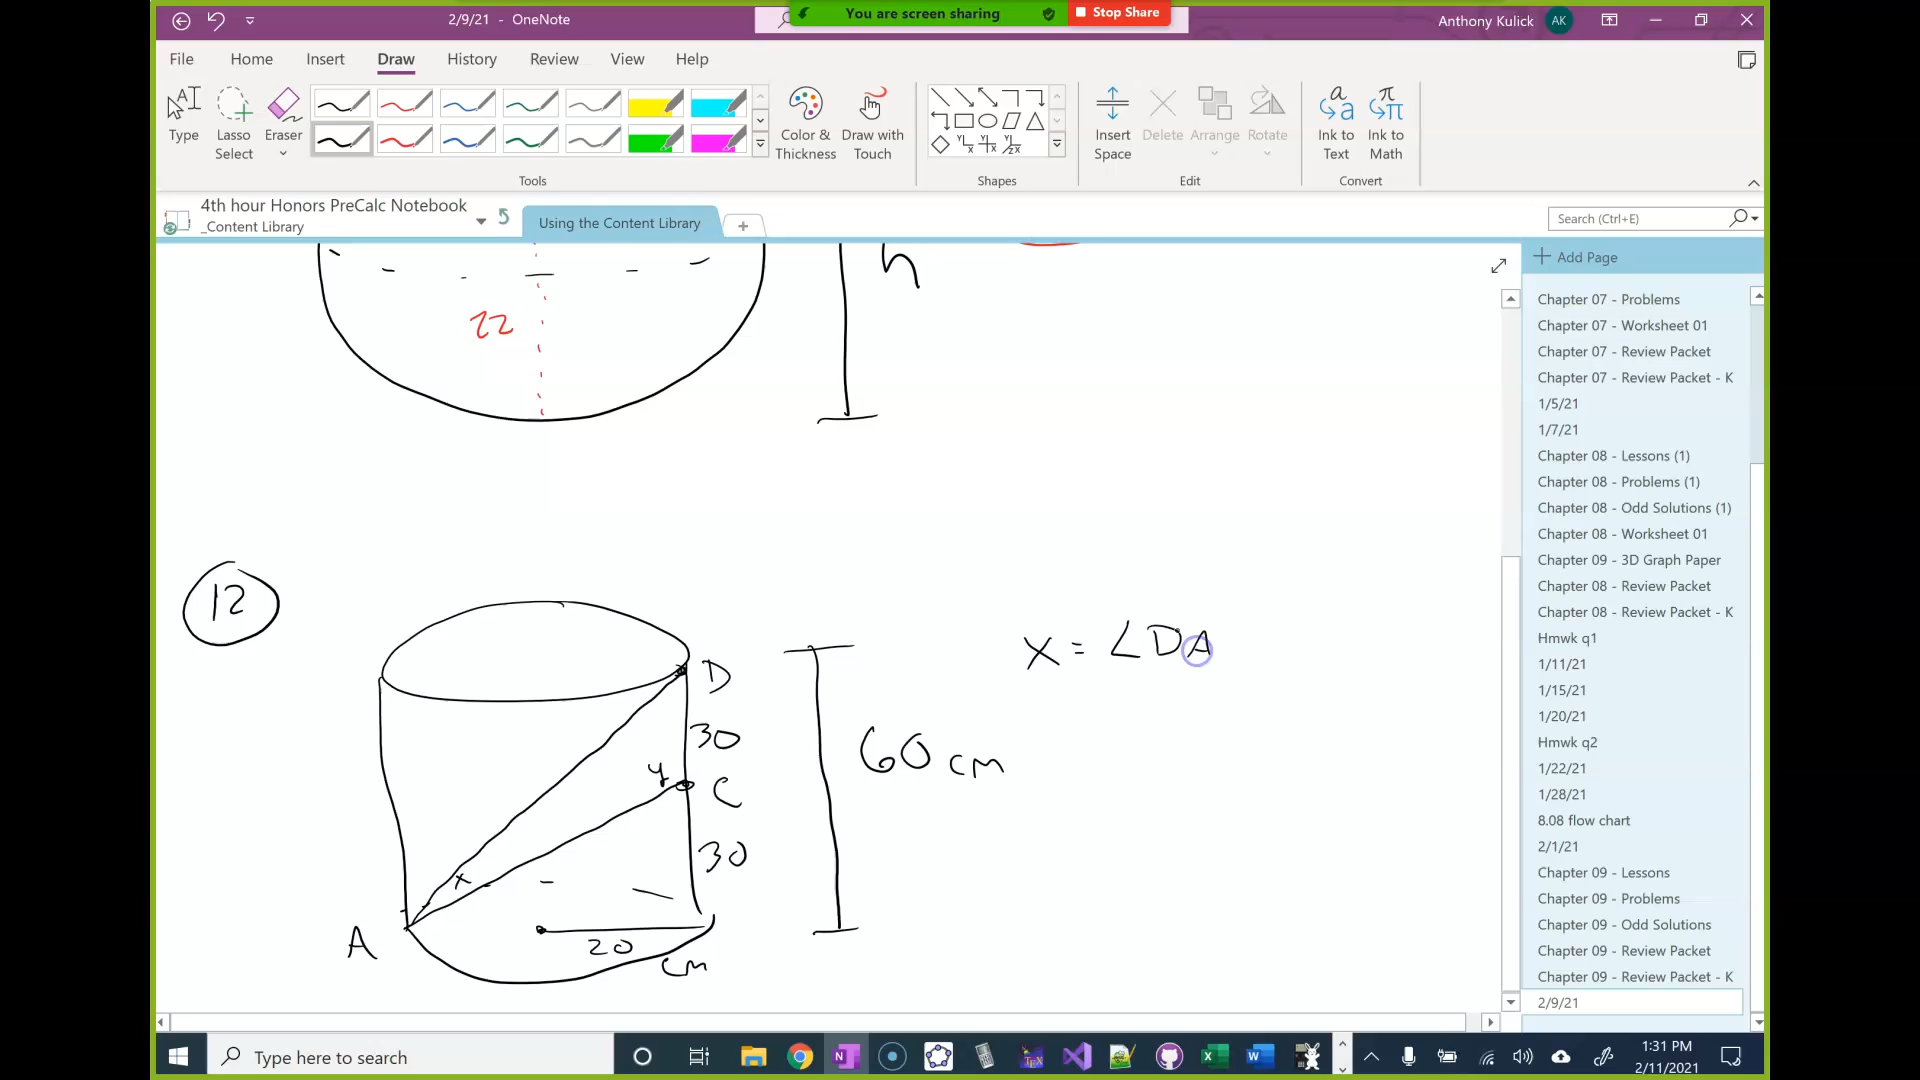 2/9/21 - OneNote
You are screen sharing
Stop Share
Anthony Kulick
AK
File Home Insert Draw History Review View Help
Type
Lasso Select
Eraser
Color & Thickness
Draw with Touch
Insert Space
Delete
Arrange
Rotate
Ink to Text
Ink to Math
Tools
Shapes
Edit
Convert
4th hour Honors PreCalc Notebook
_Content Library
Using the Content Library
Search (Ctrl+E)
Add Page
Chapter 07 - Problems
Chapter 07 - Worksheet 01
Chapter 07 - Review Packet
Chapter 07 - Review Packet - K
1/5/21
1/7/21
Chapter 08 - Lessons (1)
Chapter 08 - Problems (1)
Chapter 08 - Odd Solutions (1)
Chapter 08 - Worksheet 01
Chapter 09 - 3D Graph Paper
Chapter 08 - Review Packet
Chapter 08 - Review Packet - K
Hmwk q1
1/11/21
1/15/21
1/20/21
Hmwk q2
1/22/21
1/28/21
8.08 flow chart
2/1/21
Chapter 09 - Lessons
Chapter 09 - Problems
Chapter 09 - Odd Solutions
Chapter 09 - Review Packet
Chapter 09 - Review Packet - K
2/9/21
h
22
12
x = ∠DA
D
30
y
C
60 cm
30
x
A
20
cm
Type here to search
1:31 PM
2/11/2021